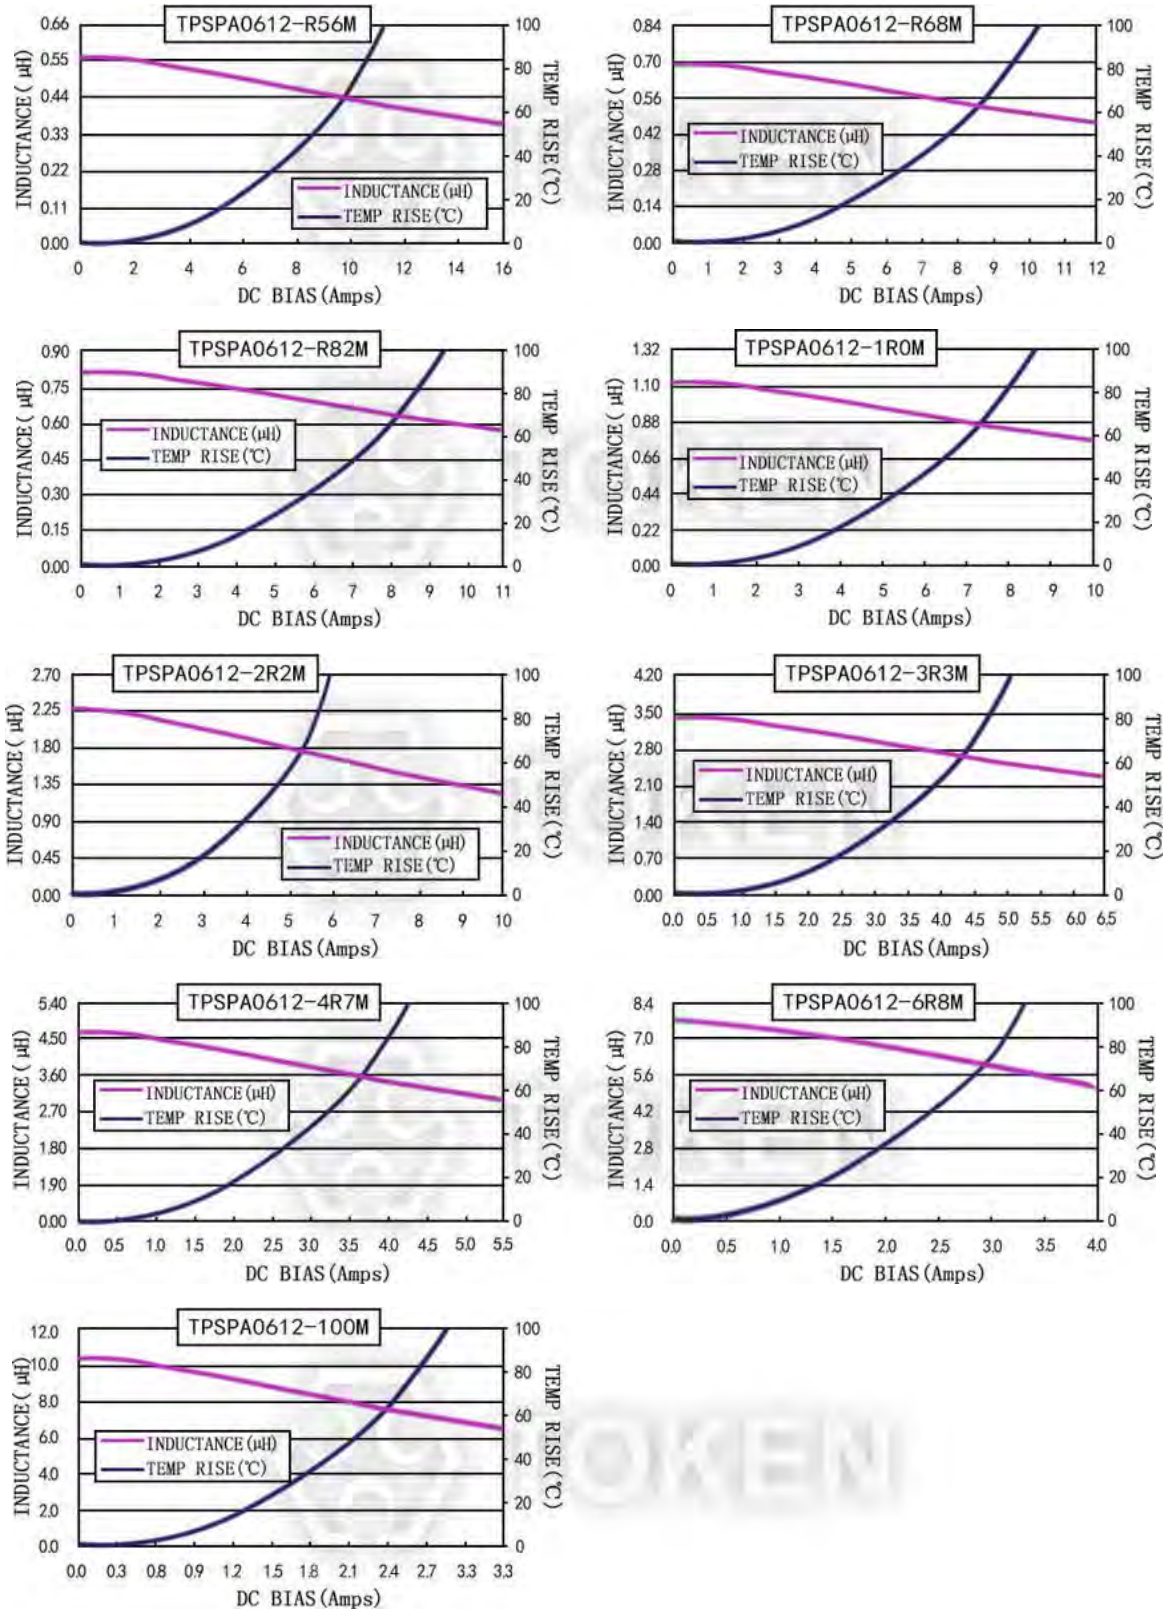 TPSPA0612-R56M
INDUCTANCE( μH)
0.66
0.55
0.44
0.33
0.22
0.11
0.00
100
80
60
40
20
0
TEMP RISE(℃)
INDUCTANCE(μH)
TEMP RISE(℃)
0 2 4 6 8 10 12 14 16
DC BIAS(Amps)
TPSPA0612-R68M
INDUCTANCE( μH)
0.84
0.70
0.56
0.42
0.28
0.14
0.00
100
80
60
40
20
0
TEMP RISE(℃)
INDUCTANCE(μH)
TEMP RISE(℃)
0 1 2 3 4 5 6 7 8 9 10 11 12
DC BIAS(Amps)
TPSPA0612-R82M
INDUCTANCE( μH)
0.90
0.75
0.60
0.45
0.30
0.15
0.00
100
80
60
40
20
0
TEMP RISE(℃)
INDUCTANCE(μH)
TEMP RISE(℃)
0 1 2 3 4 5 6 7 8 9 10 11
DC BIAS(Amps)
TPSPA0612-1R0M
INDUCTANCE( μH)
1.32
1.10
0.88
0.66
0.44
0.22
0.00
100
80
60
40
20
0
TEMP RISE(℃)
INDUCTANCE(μH)
TEMP RISE(℃)
0 1 2 3 4 5 6 7 8 9 10
DC BIAS(Amps)
TPSPA0612-2R2M
INDUCTANCE( μH)
2.70
2.25
1.80
1.35
0.90
0.45
0.00
100
80
60
40
20
0
TEMP RISE(℃)
INDUCTANCE(μH)
TEMP RISE(℃)
0 1 2 3 4 5 6 7 8 9 10
DC BIAS(Amps)
TPSPA0612-3R3M
INDUCTANCE( μH)
4.20
3.50
2.80
2.10
1.40
0.70
0.00
100
80
60
40
20
0
TEMP RISE(℃)
INDUCTANCE(μH)
TEMP RISE(℃)
0.0 0.5 1.0 1.5 2.0 2.5 3.0 3.5 4.0 4.5 5.0 5.5 6.0 6.5
DC BIAS(Amps)
TPSPA0612-4R7M
INDUCTANCE( μH)
5.40
4.50
3.60
2.70
1.80
1.90
0.00
100
80
60
40
20
0
TEMP RISE(℃)
INDUCTANCE(μH)
TEMP RISE(℃)
0.0 0.5 1.0 1.5 2.0 2.5 3.0 3.5 4.0 4.5 5.0 5.5
DC BIAS(Amps)
TPSPA0612-6R8M
INDUCTANCE( μH)
8.4
7.0
5.6
4.2
2.8
1.4
0.0
100
80
60
40
20
0
TEMP RISE(℃)
INDUCTANCE(μH)
TEMP RISE(℃)
0.0 0.5 1.0 1.5 2.0 2.5 3.0 3.5 4.0
DC BIAS(Amps)
TPSPA0612-100M
INDUCTANCE( μH)
12.0
10.0
8.0
6.0
4.0
2.0
0.0
100
80
60
40
20
0
TEMP RISE(℃)
INDUCTANCE(μH)
TEMP RISE(℃)
0.0 0.3 0.8 0.9 1.2 1.5 1.8 2.1 2.4 2.7 3.3 3.3
DC BIAS(Amps)
OKEN